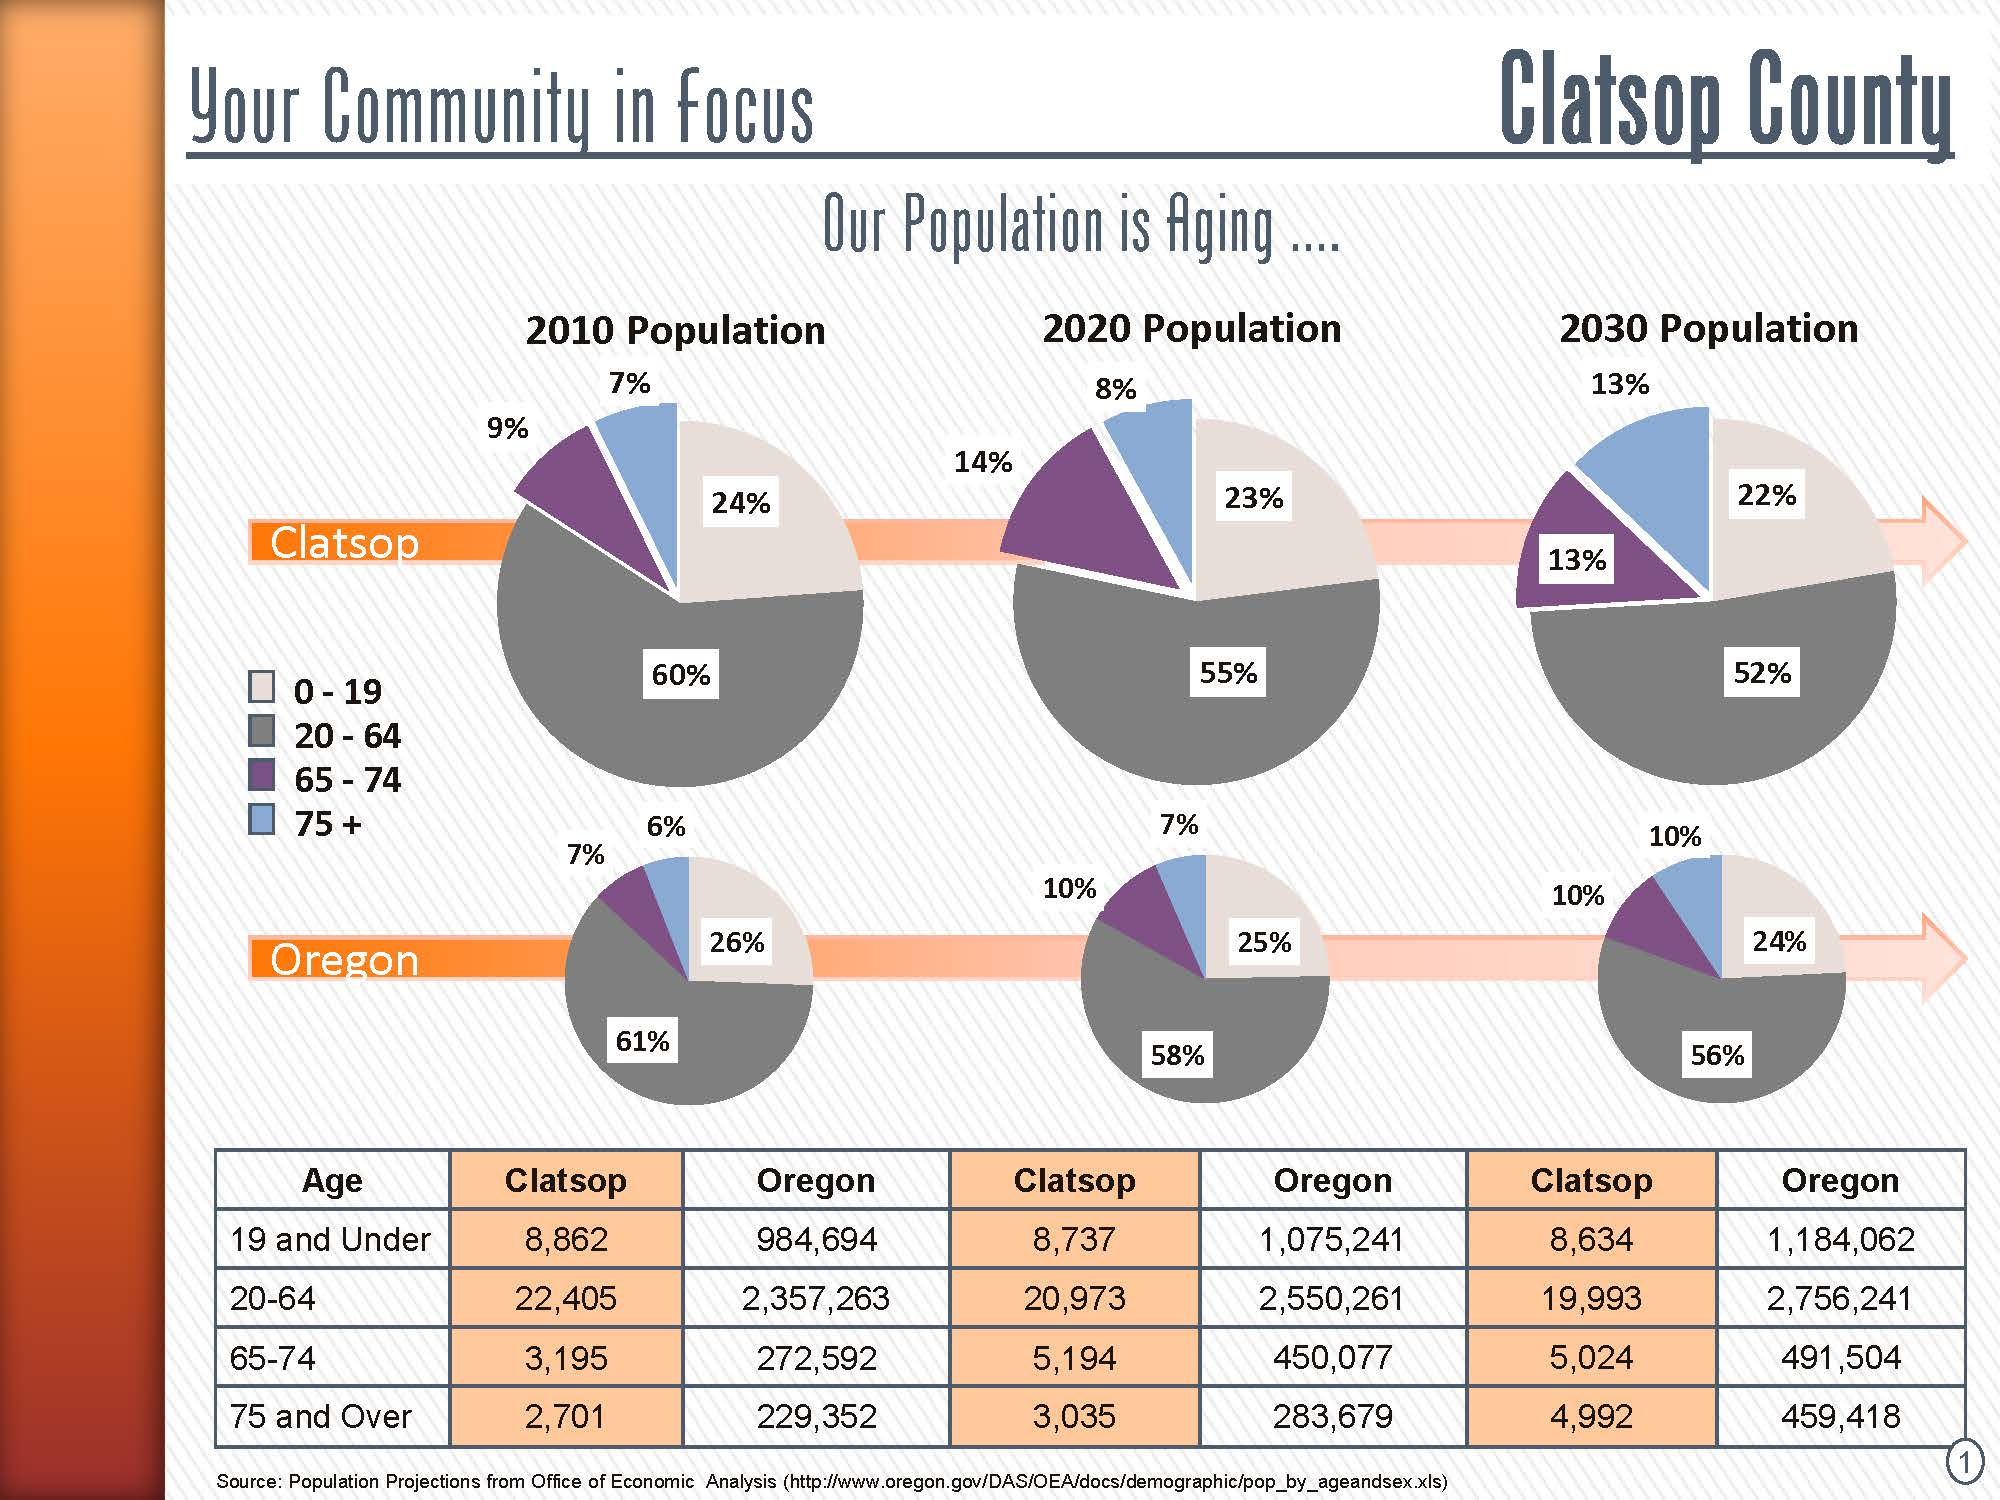 Your Community in Focus
Clatsop County
Our Population is Aging ....
2010 Population
2020 Population
2030 Population
7%
9%
24%
60%
8%
14%
23%
55%
13%
13%
22%
52%
Clatsop
0 - 19
20 - 64
65 - 74
75 +
6%
7%
26%
61%
7%
10%
25%
58%
10%
10%
24%
56%
Oregon
Age Clatsop Oregon Clatsop Oregon Clatsop Oregon
19 and Under 8,862 984,694 8,737 1,075,241 8,634 1,184,062
20-64 22,405 2,357,263 20,973 2,550,261 19,993 2,756,241
65-74 3,195 272,592 5,194 450,077 5,024 491,504
75 and Over 2,701 229,352 3,035 283,679 4,992 459,418
1
Source: Population Projections from Office of Economic Analysis (http://www.oregon.gov/DAS/OEA/docs/demographic/pop_by_ageandsex.xls)